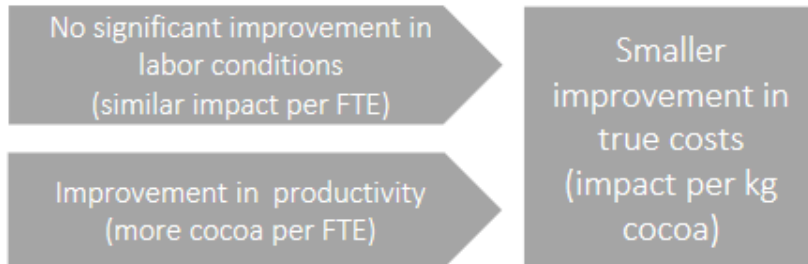 No significant improvement in
labor conditions
(similar impact per FTE)
Improvement in productivity
(more cocoa per FTE)
Smaller
improvement in
true costs
(impact per kg
cocoa)